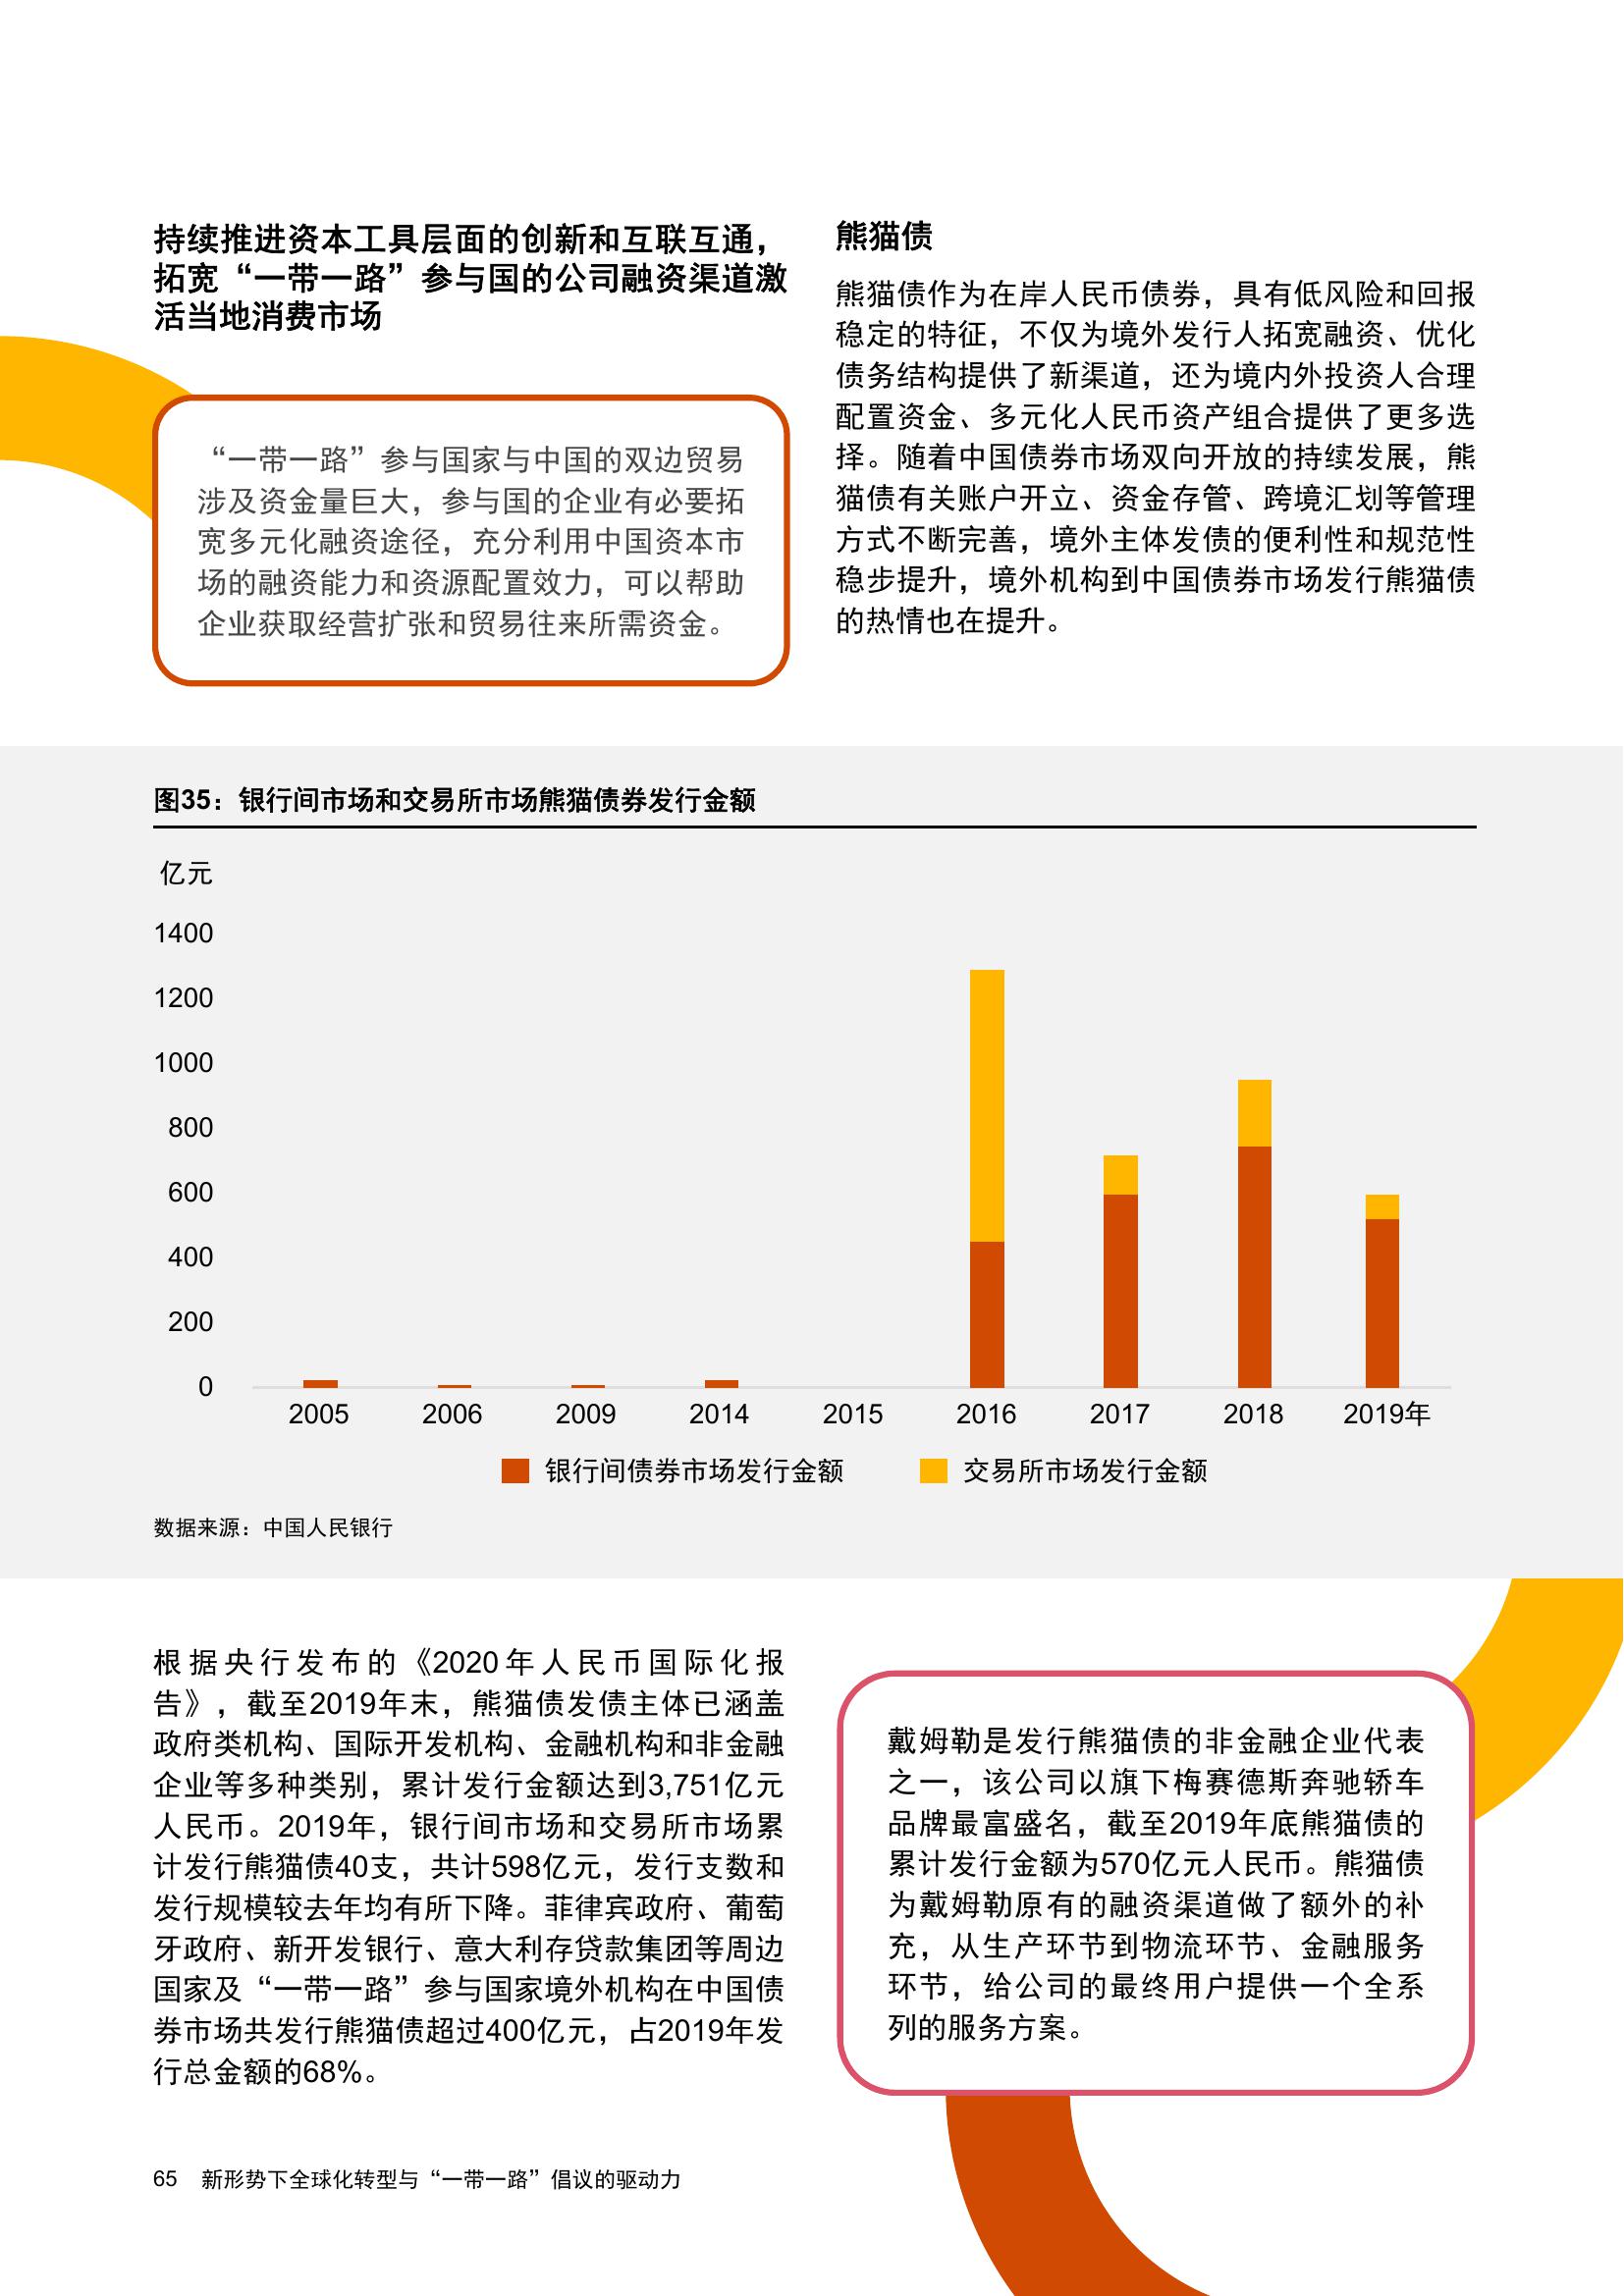 持续推进资本工具层面的创新和互联互通，
拓宽“一带一路”参与国的公司融资渠道激
活当地消费市场
“一带一路”参与国家与中国的双边贸易
涉及资金量巨大，参与国的企业有必要拓
宽多元化融资途径，充分利用中国资本市
场的融资能力和资源配置效力，可以帮助
企业获取经营扩张和贸易往来所需资金。
熊猫债
熊猫债作为在岸人民币债券，具有低风险和回报
稳定的特征，不仅为境外发行人拓宽融资、优化
债务结构提供了新渠道，还为境内外投资人合理
配置资金、多元化人民币资产组合提供了更多选
择。随着中国债券市场双向开放的持续发展，熊
猫债有关账户开立、资金存管、跨境汇划等管理
方式不断完善，境外主体发债的便利性和规范性
稳步提升，境外机构到中国债券市场发行熊猫债
的热情也在提升。
图35：银行间市场和交易所市场熊猫债券发行金额
亿元
1400
1200
1000
800
600
400
200
0
2005 2006 2009 2014 2015 2016 2017 2018 2019年
银行间债券市场发行金额 交易所市场发行金额
数据来源：中国人民银行
根据央行发布的《2020年人民币国际化报
告》，截至2019年末，熊猫债发债主体已涵盖
政府类机构、国际开发机构、金融机构和非金融
企业等多种类别，累计发行金额达到3,751亿元
人民币。2019年，银行间市场和交易所市场累
计发行熊猫债40支，共计598亿元，发行支数和
发行规模较去年均有所下降。菲律宾政府、葡萄
牙政府、新开发银行、意大利存贷款集团等周边
国家及“一带一路”参与国家境外机构在中国债
券市场共发行熊猫债超过400亿元，占2019年发
行总金额的68%。
戴姆勒是发行熊猫债的非金融企业代表
之一，该公司以旗下梅赛德斯奔驰轿车
品牌最富盛名，截至2019年底熊猫债的
累计发行金额为570亿元人民币。熊猫债
为戴姆勒原有的融资渠道做了额外的补
充，从生产环节到物流环节、金融服务
环节，给公司的最终用户提供一个全系
列的服务方案。
65 新形势下全球化转型与“一带一路”倡议的驱动力